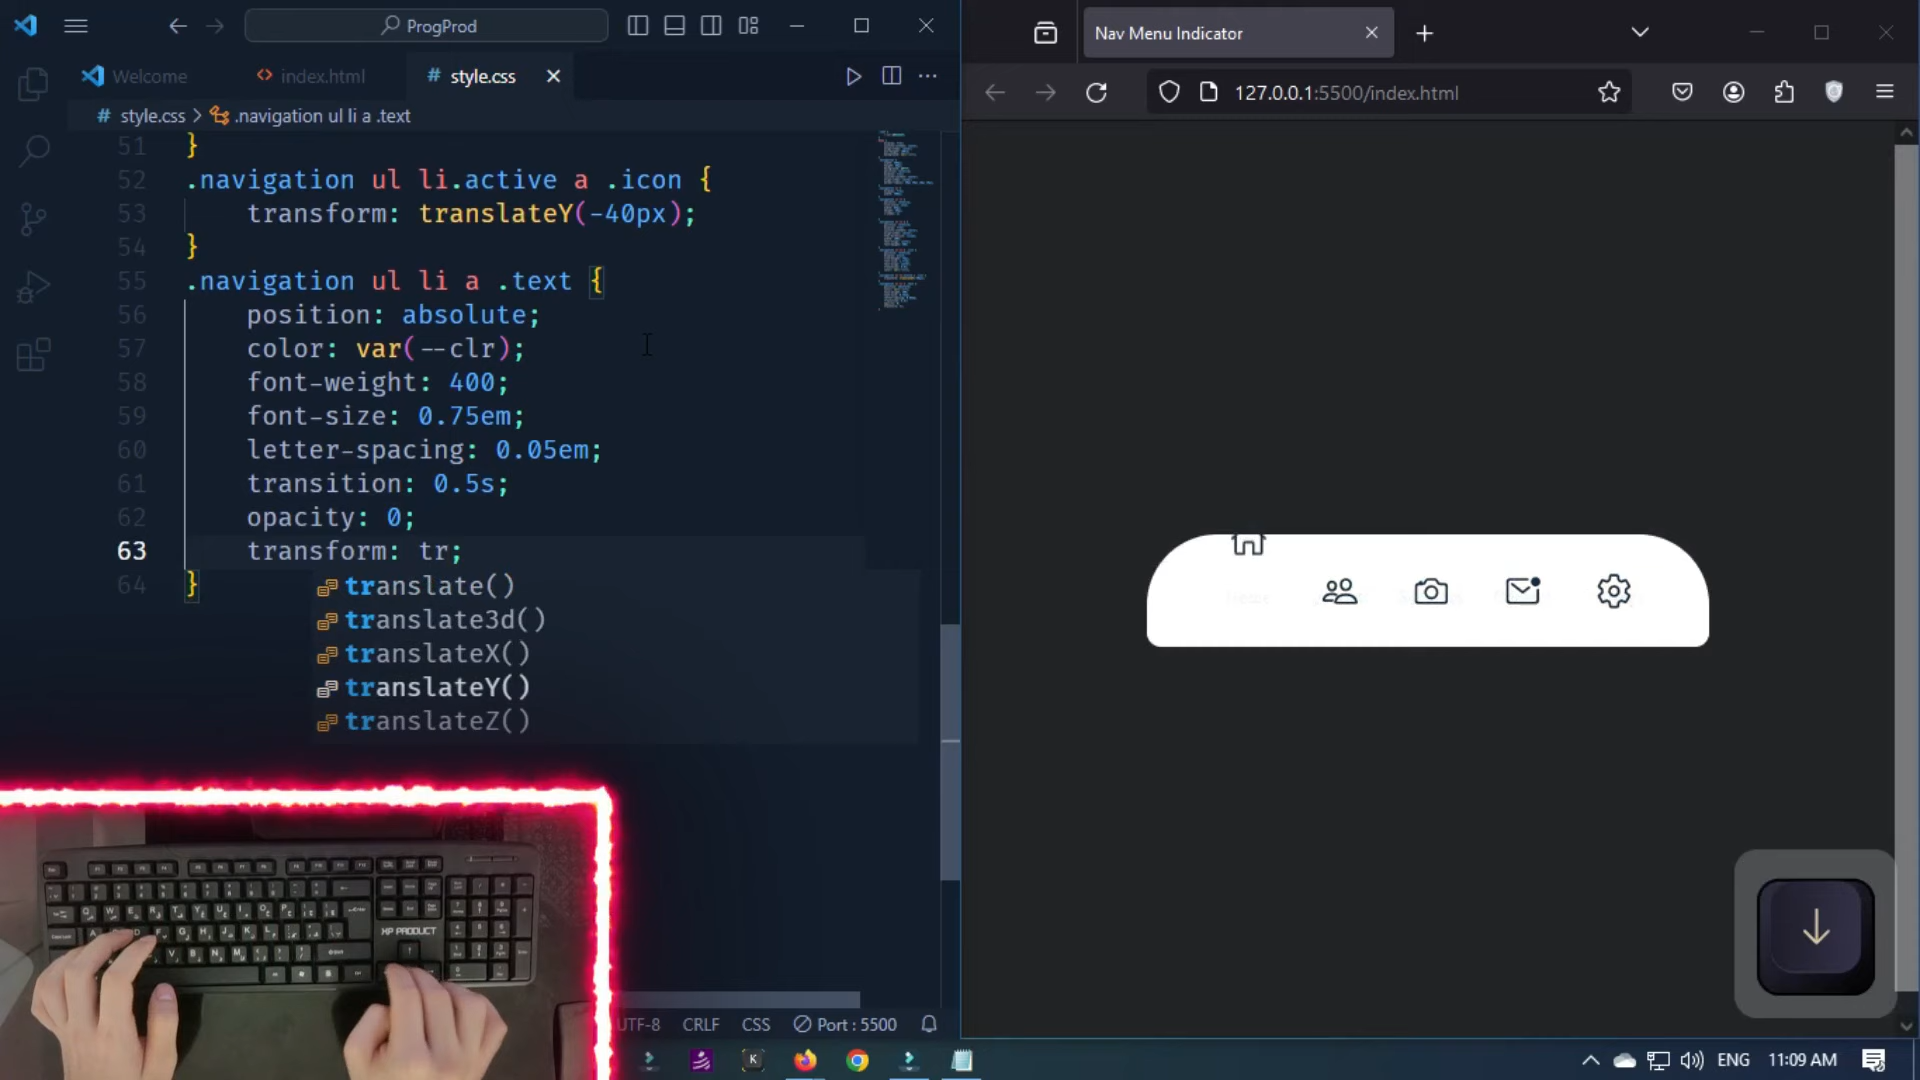 ProgProd
Welcome
index.html
# style.css
# style.css > .navigation ul li a .text
51 }
52 .navigation ul li.active a .icon {
53 transform: translateY(-40px);
54 }
55 .navigation ul li a .text {
56 position: absolute;
57 color: var(--clr);
58 font-weight: 400;
59 font-size: 0.75em;
60 letter-spacing: 0.05em;
61 transition: 0.5s;
62 opacity: 0;
63 transform: tr;
64 }
translate()
translate3d()
translateX()
translateY()
translateZ()
XP PRODUCT
UTF-8 CRLF CSS Port : 5500
Nav Menu Indicator
127.0.0.1:5500/index.html
ENG 11:09 AM